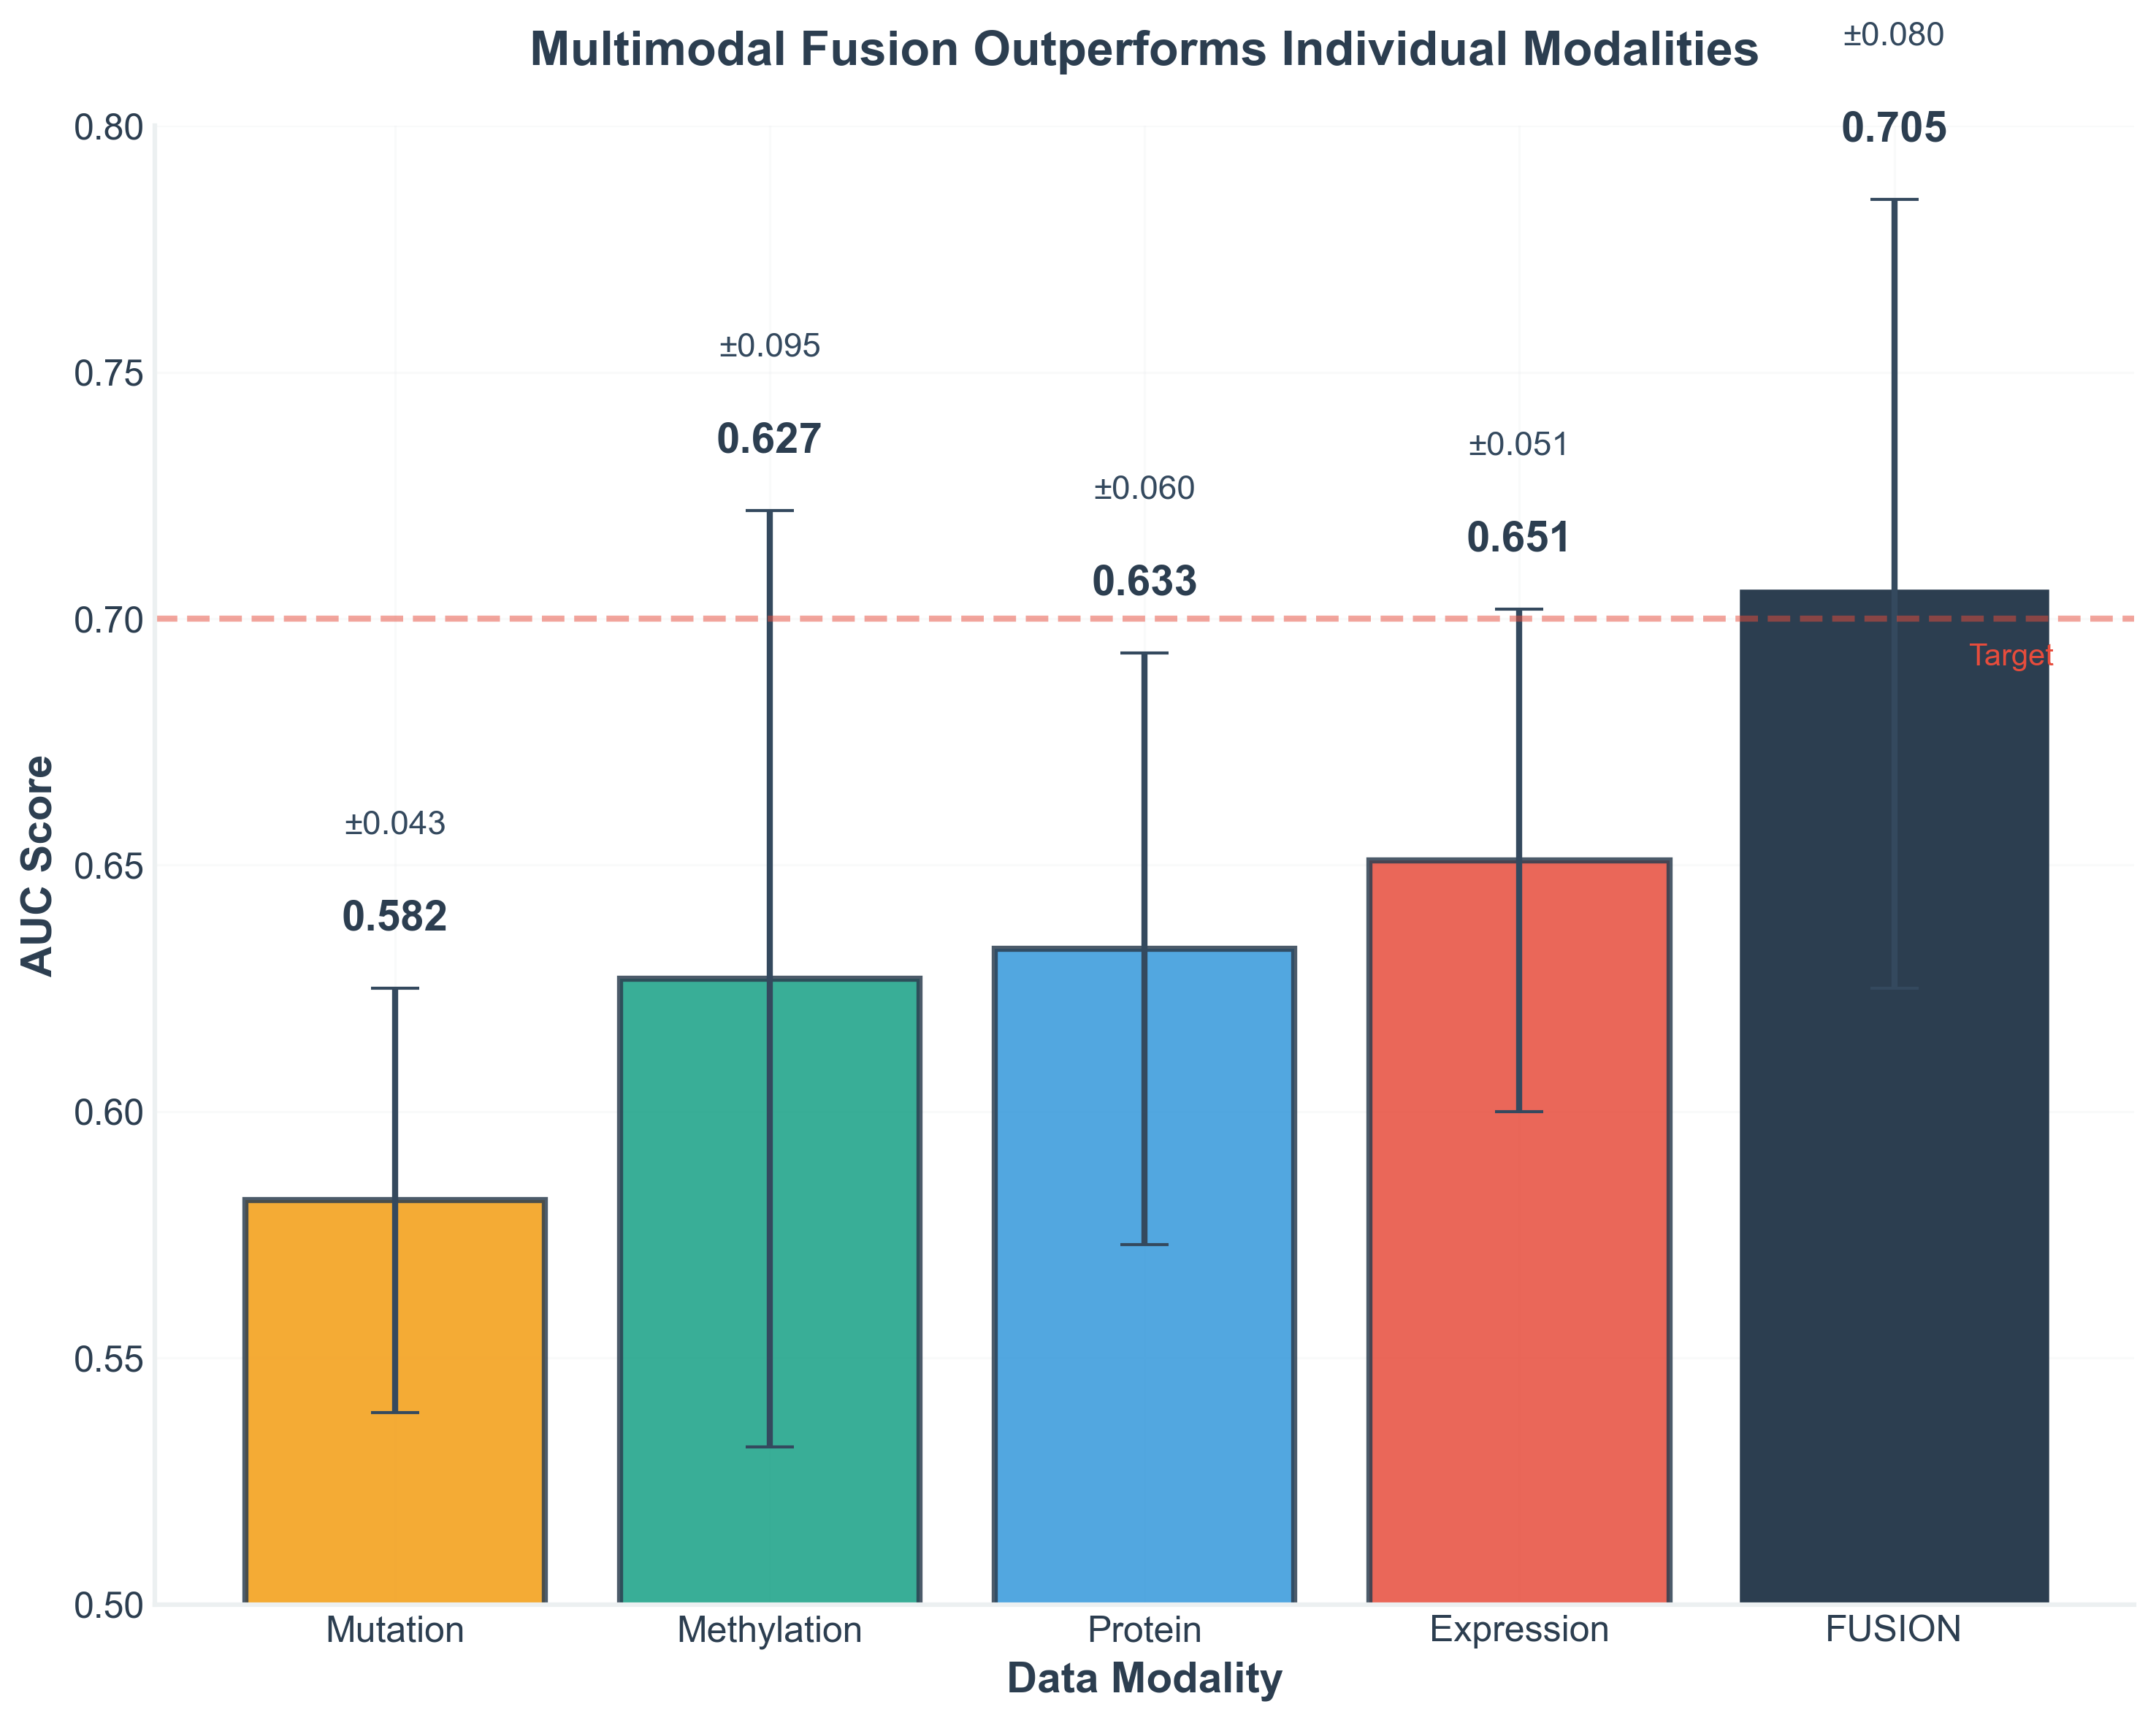 Multimodal Fusion Outperforms Individual Modalities
±0.080
0.705
0.80
0.75
0.70
0.65
0.60
0.55
0.50
AUC Score
±0.095
0.627
±0.051
±0.060
0.651
0.633
Target
±0.043
0.582
Mutation
Methylation
Protein
Expression
FUSION
Data Modality